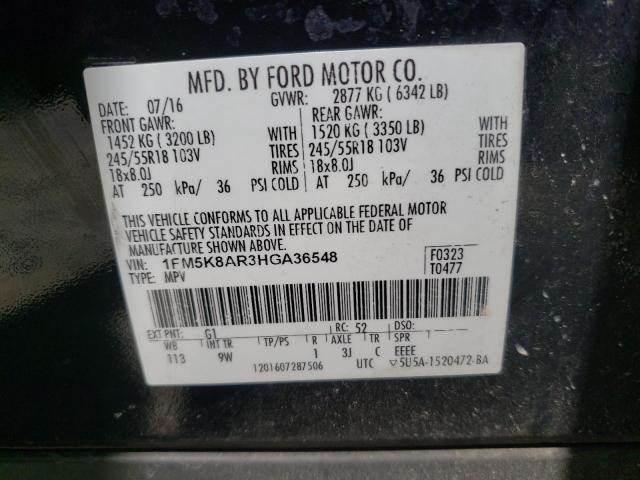 MFD. BY FORD MOTOR CO.
DATE: 07/16 GVWR: 2877 KG ( 6342 LB)
FRONT GAWR: REAR GAWR:
1452 KG ( 3200 LB) WITH 1520 KG ( 3350 LB) WITH
245/55R18 103V TIRES 245/55R18 103V TIRES
18x8.0J RIMS 18x8.0J RIMS
AT 250 kPa/ 36 PSI COLD AT 250 kPa/ 36 PSI COLD
THIS VEHICLE CONFORMS TO ALL APPLICABLE FEDERAL MOTOR
VEHICLE SAFETY STANDARDS IN EFFECT ON THE DATE OF
MANUFACTURE SHOWN ABOVE.
VIN: 1FM5K8AR3HGA36548 F0323
TYPE: MPV T0477
EXT PNT: G1 RC: 52 DSO:
WB INT TR TP/PS R AXLE TR SPR
113 9W 1 3J C EEEE
1201607287506 UTC ▽5U5A-1520472-BA